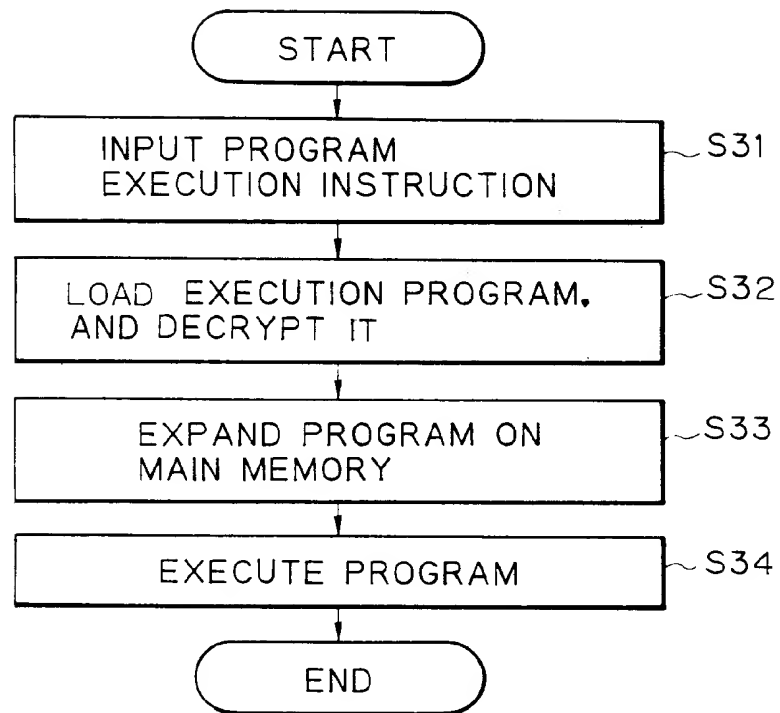 START
INPUT PROGRAM
EXECUTION INSTRUCTION
S31
LOAD EXECUTION PROGRAM.
AND DECRYPT IT
S32
EXPAND PROGRAM ON
MAIN MEMORY
S33
EXECUTE PROGRAM
S34
END